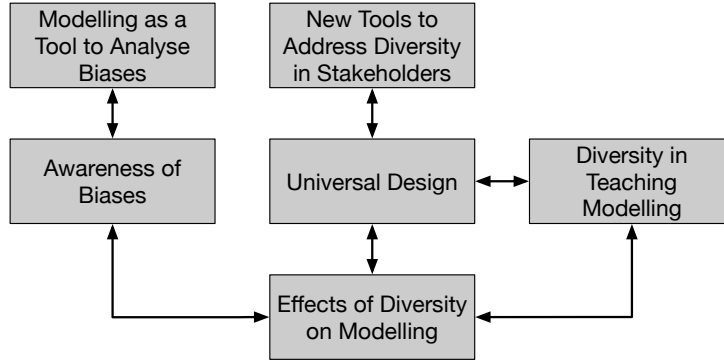 Modelling as a
Tool to Analyse
Biases
New Tools to
Address Diversity
in Stakeholders
Awareness of
Biases
Universal Design
Diversity in
Teaching
Modelling
Effects of Diversity
on Modelling